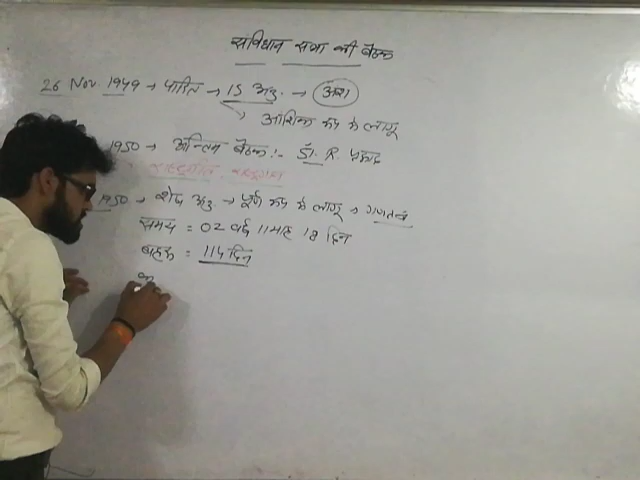 संविधान सभा की बैठक
26 Nov. 1949 → पारित → 15 अनु. → अंश
↳ आंशिक रूप से लागू
1950 → अन्तिम बैठक :- डॉ. R. प्रसाद
1950 → शेष अनु → पूर्ण रूप से लागू → गणतंत्र
समय = 02 वर्ष 11 माह 18 दिन
बहस = 114 दिन